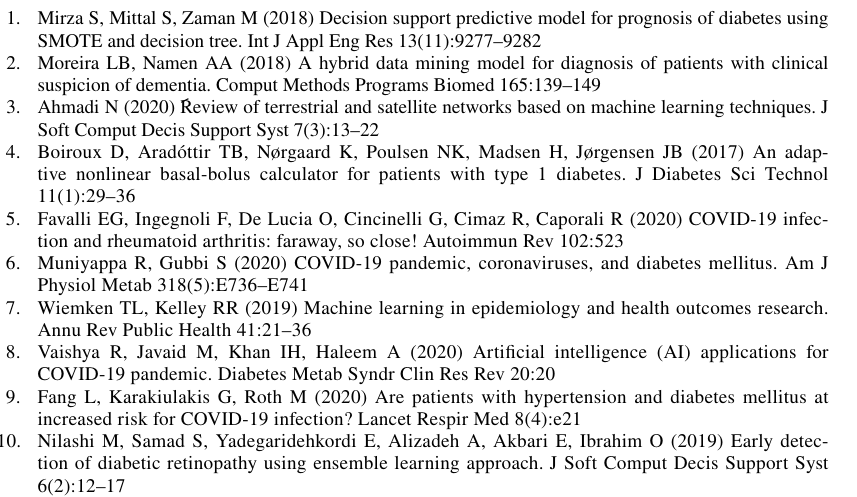 1. Mirza S, Mittal S, Zaman M (2018) Decision support predictive model for prognosis of diabetes using
SMOTE and decision tree. Int J Appl Eng Res 13(11):9277–9282
2. Moreira LB, Namen AA (2018) A hybrid data mining model for diagnosis of patients with clinical
suspicion of dementia. Comput Methods Programs Biomed 165:139–149
3. Ahmadi N (2020) Ŕeview of terrestrial and satellite networks based on machine learning techniques. J
Soft Comput Decis Support Syst 7(3):13–22
4. Boiroux D, Aradóttir TB, Nørgaard K, Poulsen NK, Madsen H, Jørgensen JB (2017) An adap-
tive nonlinear basal-bolus calculator for patients with type 1 diabetes. J Diabetes Sci Technol
11(1):29–36
5. Favalli EG, Ingegnoli F, De Lucia O, Cincinelli G, Cimaz R, Caporali R (2020) COVID-19 infec-
tion and rheumatoid arthritis: faraway, so close! Autoimmun Rev 102:523
6. Muniyappa R, Gubbi S (2020) COVID-19 pandemic, coronaviruses, and diabetes mellitus. Am J
Physiol Metab 318(5):E736–E741
7. Wiemken TL, Kelley RR (2019) Machine learning in epidemiology and health outcomes research.
Annu Rev Public Health 41:21–36
8. Vaishya R, Javaid M, Khan IH, Haleem A (2020) Artificial intelligence (AI) applications for
COVID-19 pandemic. Diabetes Metab Syndr Clin Res Rev 20:20
9. Fang L, Karakiulakis G, Roth M (2020) Are patients with hypertension and diabetes mellitus at
increased risk for COVID-19 infection? Lancet Respir Med 8(4):e21
10. Nilashi M, Samad S, Yadegaridehkordi E, Alizadeh A, Akbari E, Ibrahim O (2019) Early detec-
tion of diabetic retinopathy using ensemble learning approach. J Soft Comput Decis Support Syst
6(2):12–17